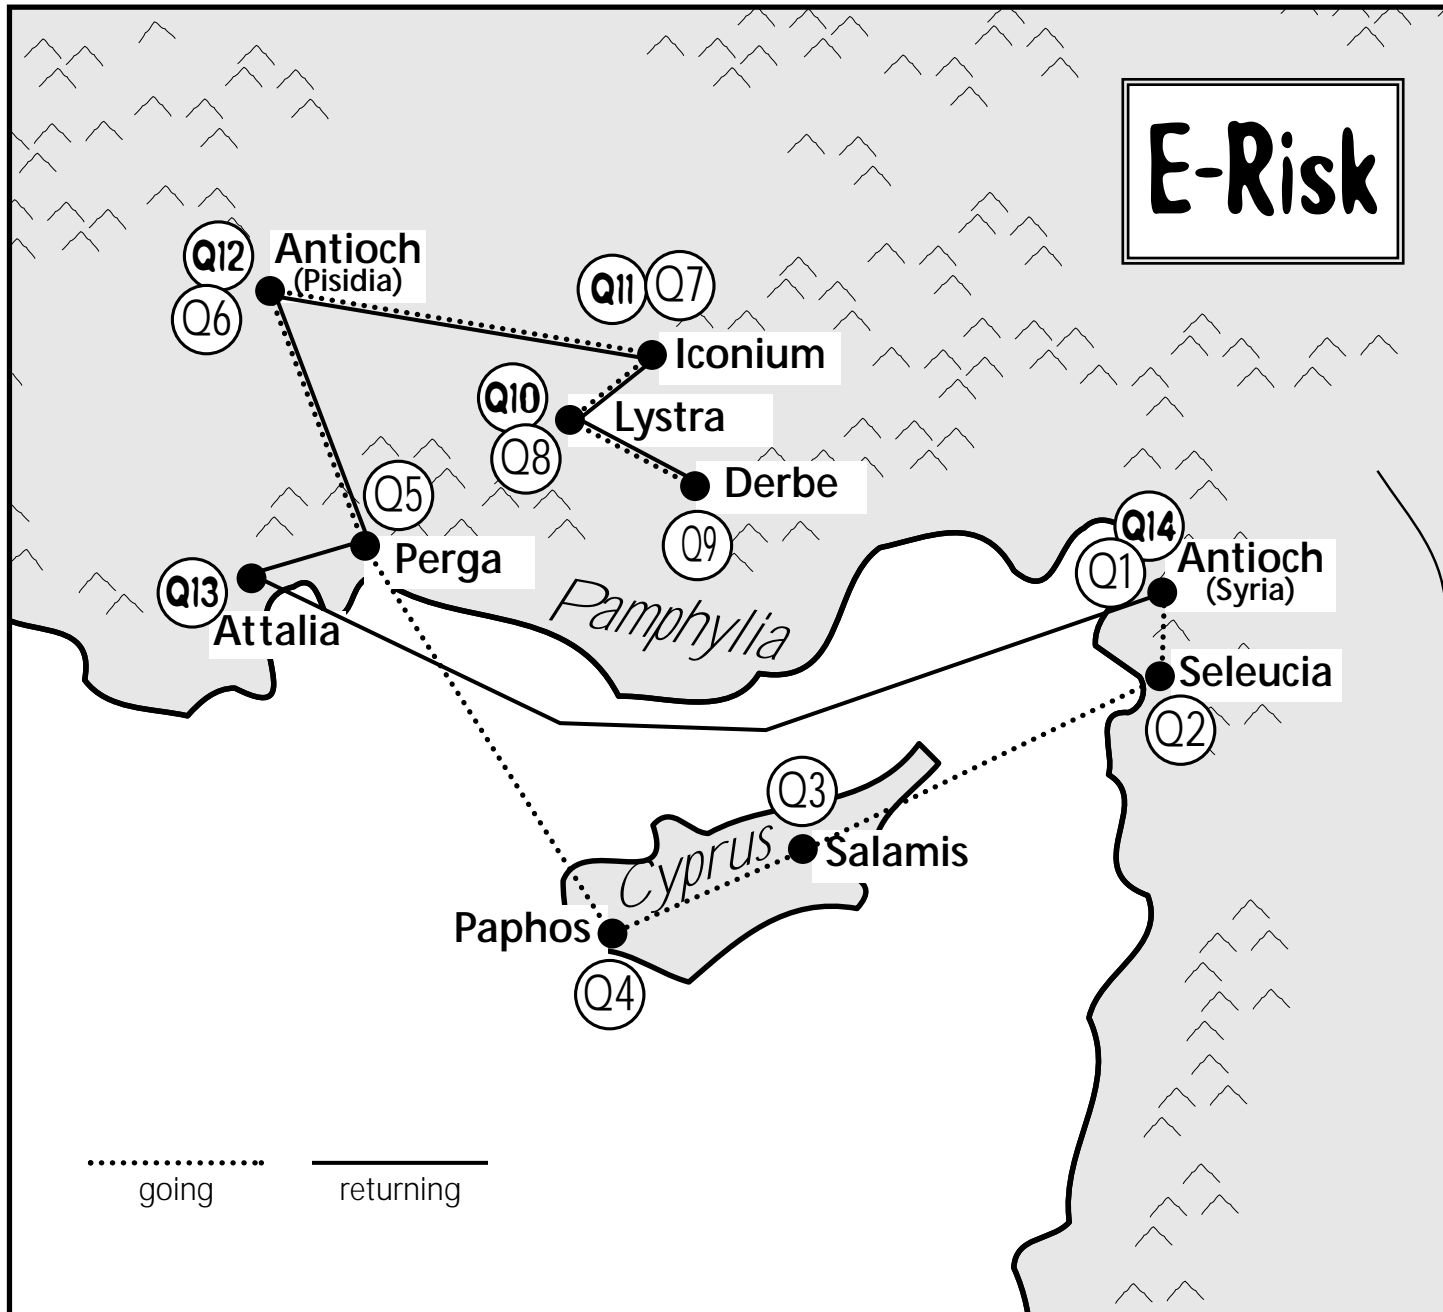 E-Risk
Q12
Antioch
(Pisidia)
Q6
Q11
Q7
Iconium
Q10
Lystra
Q8
Derbe
Q9
Q5
Perga
Q13
Attalia
Pamphylia
Q14
Q1
Antioch
(Syria)
Seleucia
Q2
Q3
Cyprus
Salamis
Paphos
Q4
going
returning